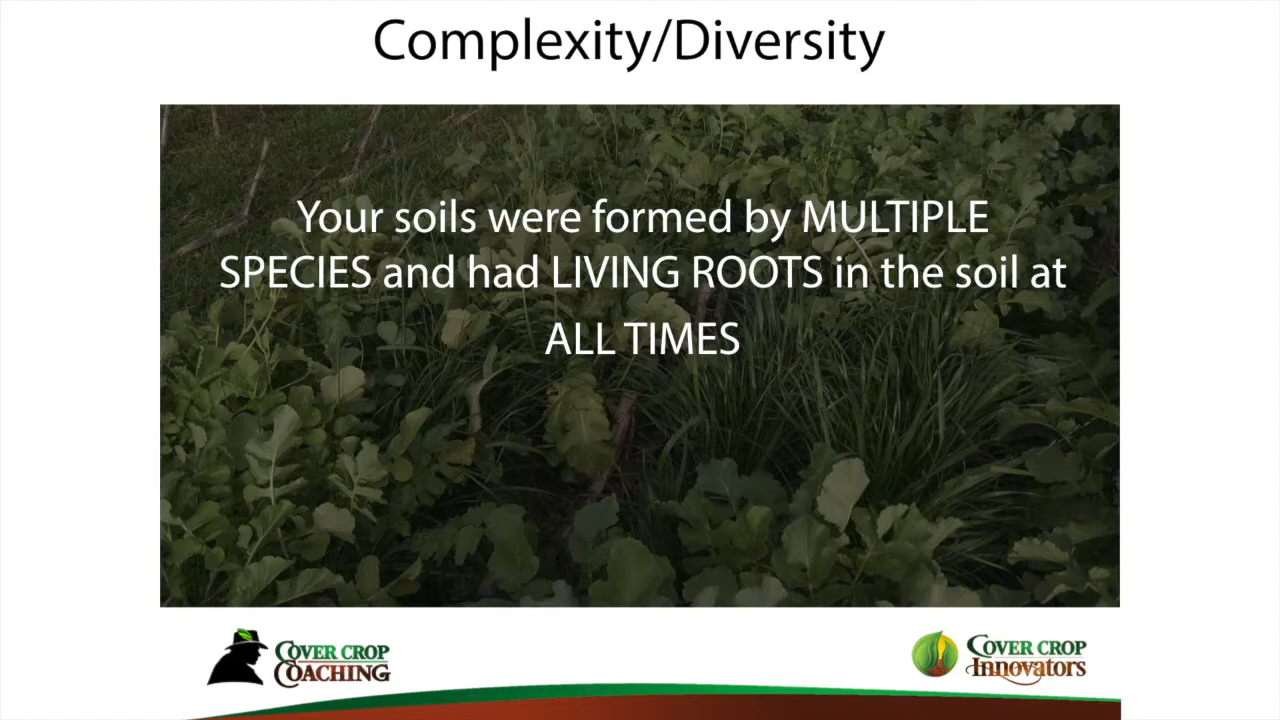 Complexity/Diversity
Your soils were formed by MULTIPLE
SPECIES and had LIVING ROOTS in the soil at
ALL TIMES
COVER CROP
COACHING
COVER CROP
INNOVATORS